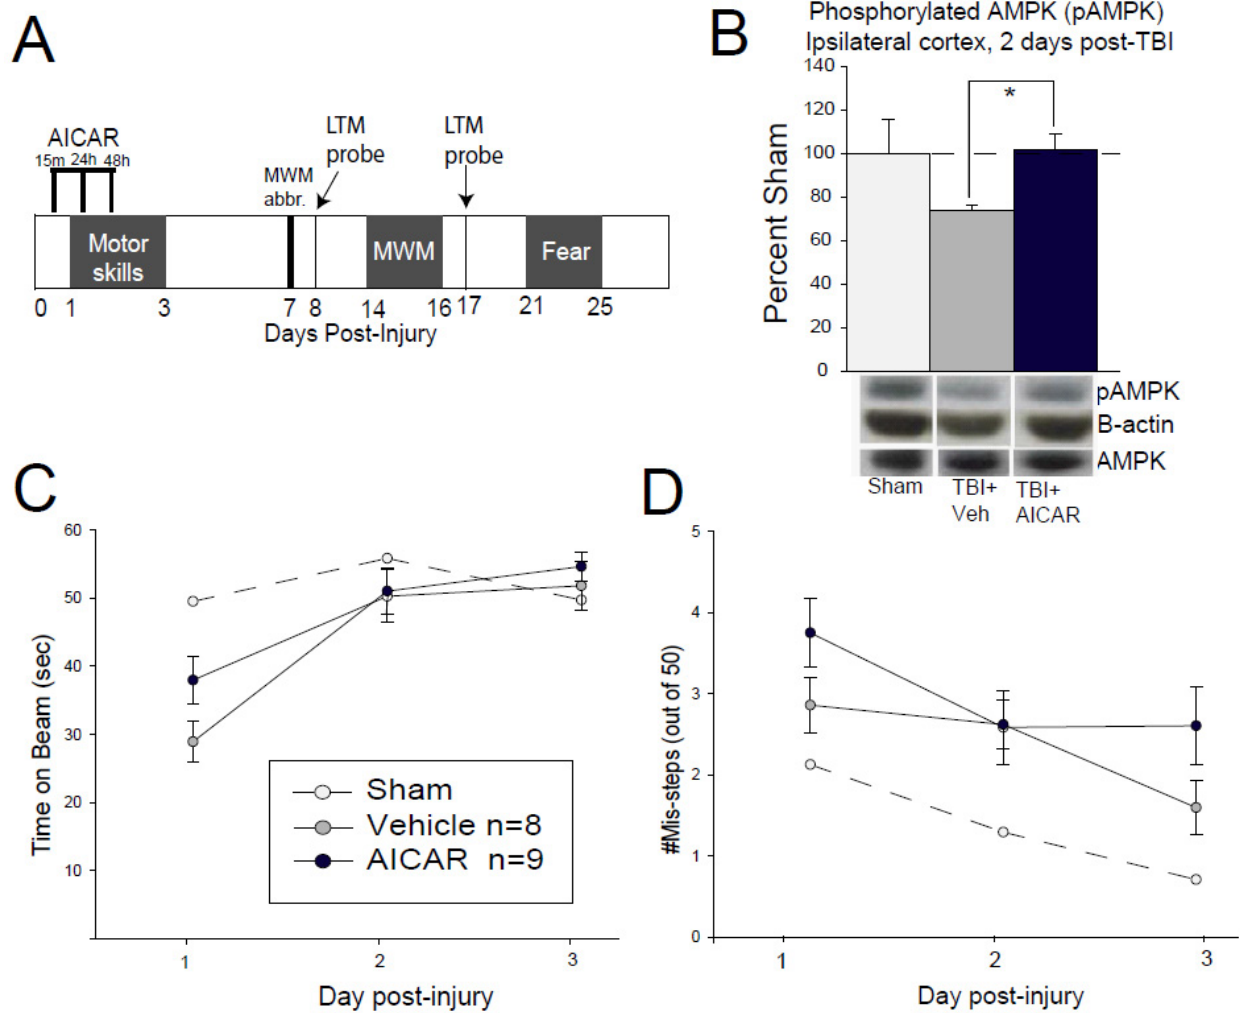 A
AICAR
15m 24h 48h
LTM
probe
LTM
probe
MWM
abbr.
Motor
skills
MWM
Fear
0 1 3 7 8 14 16 17 21 25
Days Post-Injury
B
Phosphorylated AMPK (pAMPK)
Ipsilateral cortex, 2 days post-TBI
140
120
100
80
60
40
20
0
Percent Sham
*
pAMPK
B-actin
AMPK
Sham
TBI+
Veh
TBI+
AICAR
C
60
50
40
30
20
10
Time on Beam (sec)
Sham
Vehicle n=8
AICAR n=9
1 2 3
Day post-injury
D
5
4
3
2
1
0
#Mis-steps (out of 50)
1 2 3
Day post-injury